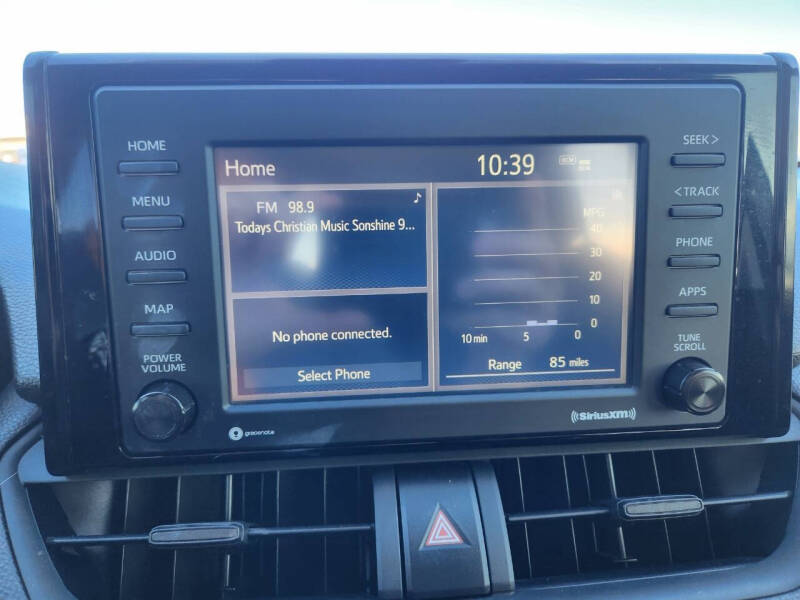 HOME
MENU
AUDIO
MAP
POWER
VOLUME
Home
10:39
FM 98.9
Todays Christian Music Sonshine 9...
No phone connected.
Select Phone
MPG
40
30
20
10
0
10 min 5 0
Range 85 miles
gracenote
SiriusXM
SEEK >
< TRACK
PHONE
APPS
TUNE
SCROLL